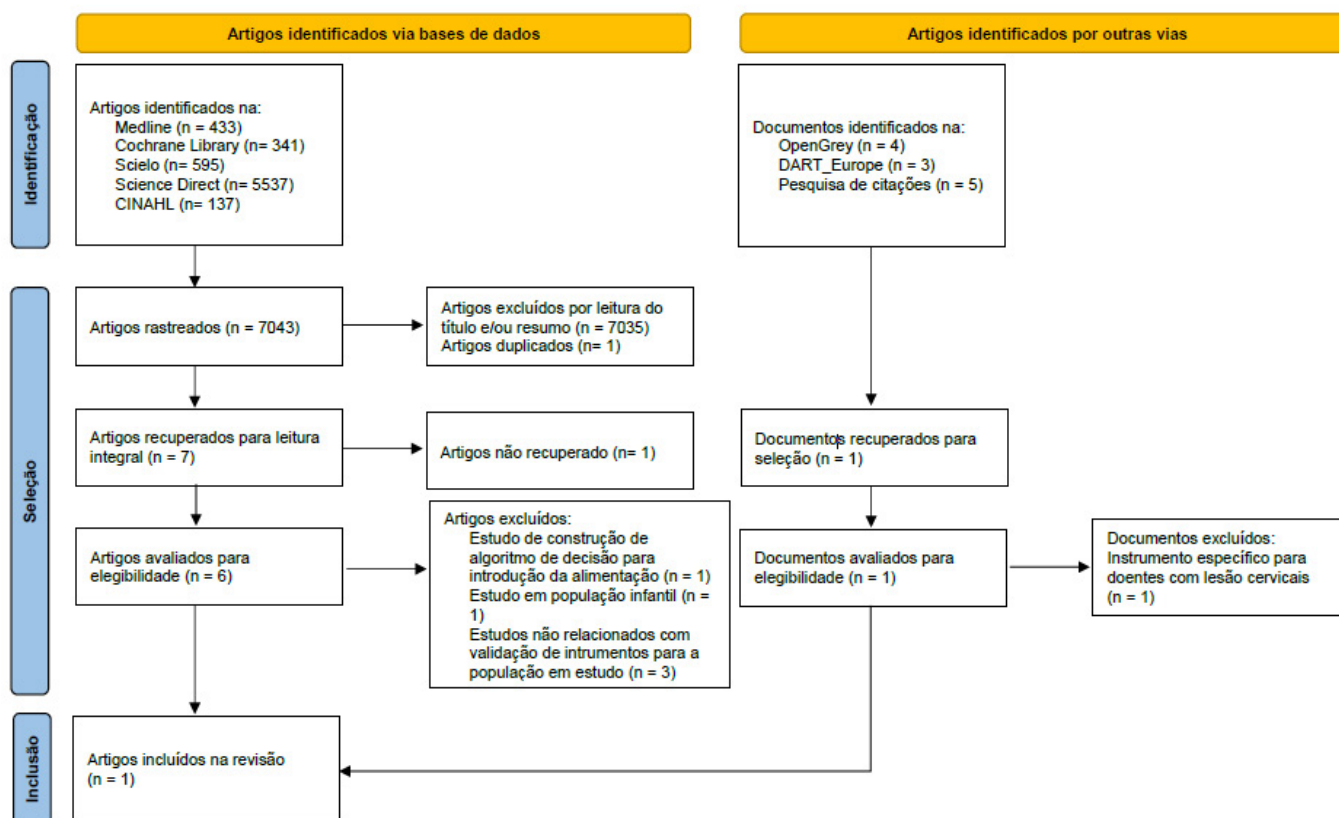 Artigos identificados via bases de dados
Artigos identificados por outras vias
Identificação
Artigos identificados na:
Medline (n = 433)
Cochrane Library (n= 341)
Scielo (n= 595)
Science Direct (n= 5537)
CINAHL (n= 137)
Documentos identificados na:
OpenGrey (n = 4)
DART_Europe (n = 3)
Pesquisa de citações (n = 5)
Seleção
Artigos rastreados (n = 7043)
Artigos excluídos por leitura do
título e/ou resumo (n = 7035)
Artigos duplicados (n= 1)
Artigos recuperados para leitura
integral (n = 7)
Artigos não recuperado (n= 1)
Documentos recuperados para
seleção (n = 1)
Artigos avaliados para
elegibilidade (n = 6)
Artigos excluídos:
Estudo de construção de
algoritmo de decisão para
introdução da alimentação (n = 1)
Estudo em população infantil (n =
1)
Estudos não relacionados com
validação de intrumentos para a
população em estudo (n = 3)
Documentos avaliados para
elegibilidade (n = 1)
Documentos excluídos:
Instrumento específico para
doentes com lesão cervicais
(n = 1)
Inclusão
Artigos incluídos na revisão
(n = 1)